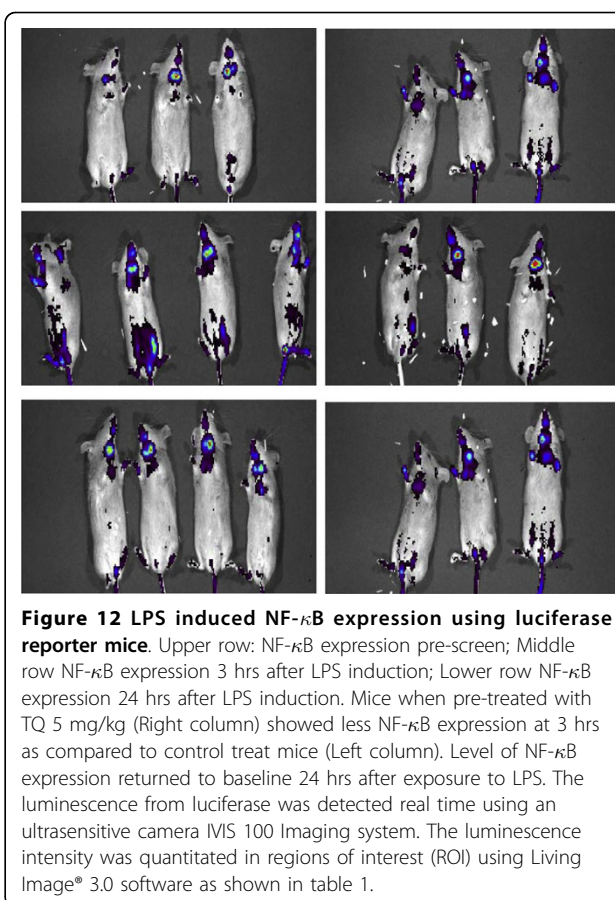 Figure 12 LPS induced NF-κB expression using luciferase
reporter mice. Upper row: NF-κB expression pre-screen; Middle
row NF-κB expression 3 hrs after LPS induction; Lower row NF-κB
expression 24 hrs after LPS induction. Mice when pre-treated with
TQ 5 mg/kg (Right column) showed less NF-κB expression at 3 hrs
as compared to control treat mice (Left column). Level of NF-κB
expression returned to baseline 24 hrs after exposure to LPS. The
luminescence from luciferase was detected real time using an
ultrasensitive camera IVIS 100 Imaging system. The luminescence
intensity was quantitated in regions of interest (ROI) using Living
Image® 3.0 software as shown in table 1.